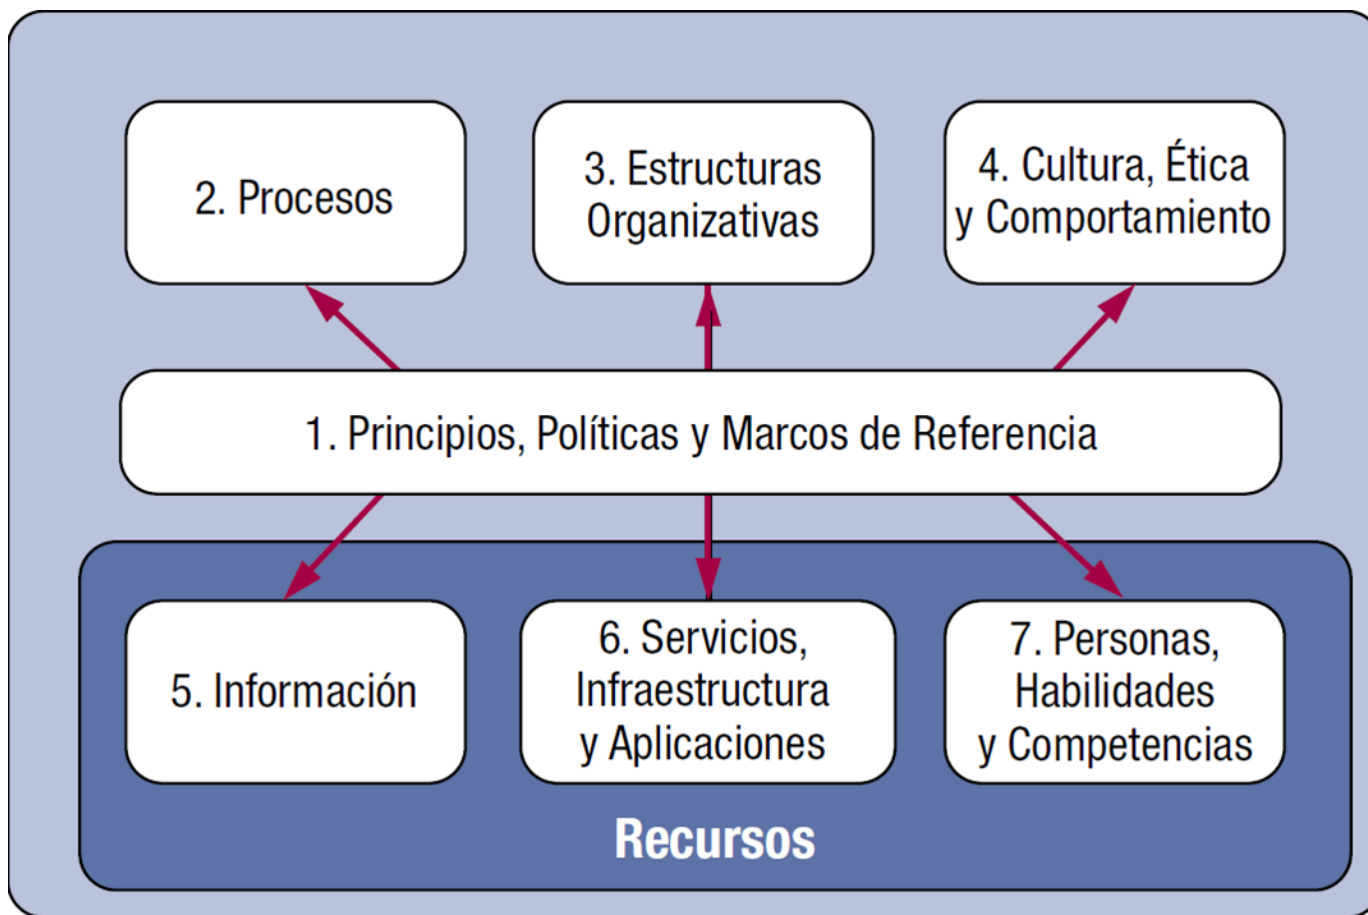 2. Procesos
3. Estructuras
Organizativas
4. Cultura, Ética
y Comportamiento
1. Principios, Políticas y Marcos de Referencia
5. Información
6. Servicios,
Infraestructura
y Aplicaciones
7. Personas,
Habilidades
y Competencias
Recursos